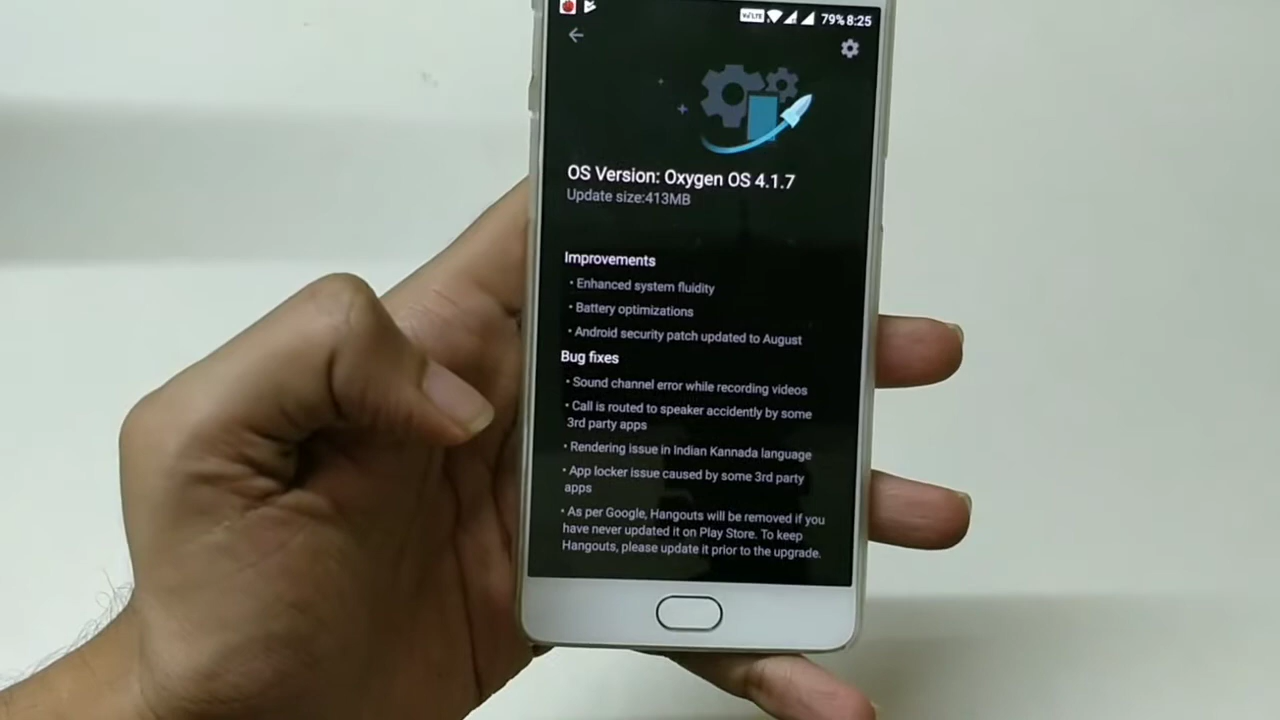 VoLTE 79% 8:25
OS Version: Oxygen OS 4.1.7
Update size:413MB
Improvements
• Enhanced system fluidity
• Battery optimizations
• Android security patch updated to August
Bug fixes
• Sound channel error while recording videos
• Call is routed to speaker accidently by some
3rd party apps
• Rendering issue in Indian Kannada language
• App locker issue caused by some 3rd party
apps
• As per Google, Hangouts will be removed if you
have never updated it on Play Store. To keep
Hangouts, please update it prior to the upgrade.